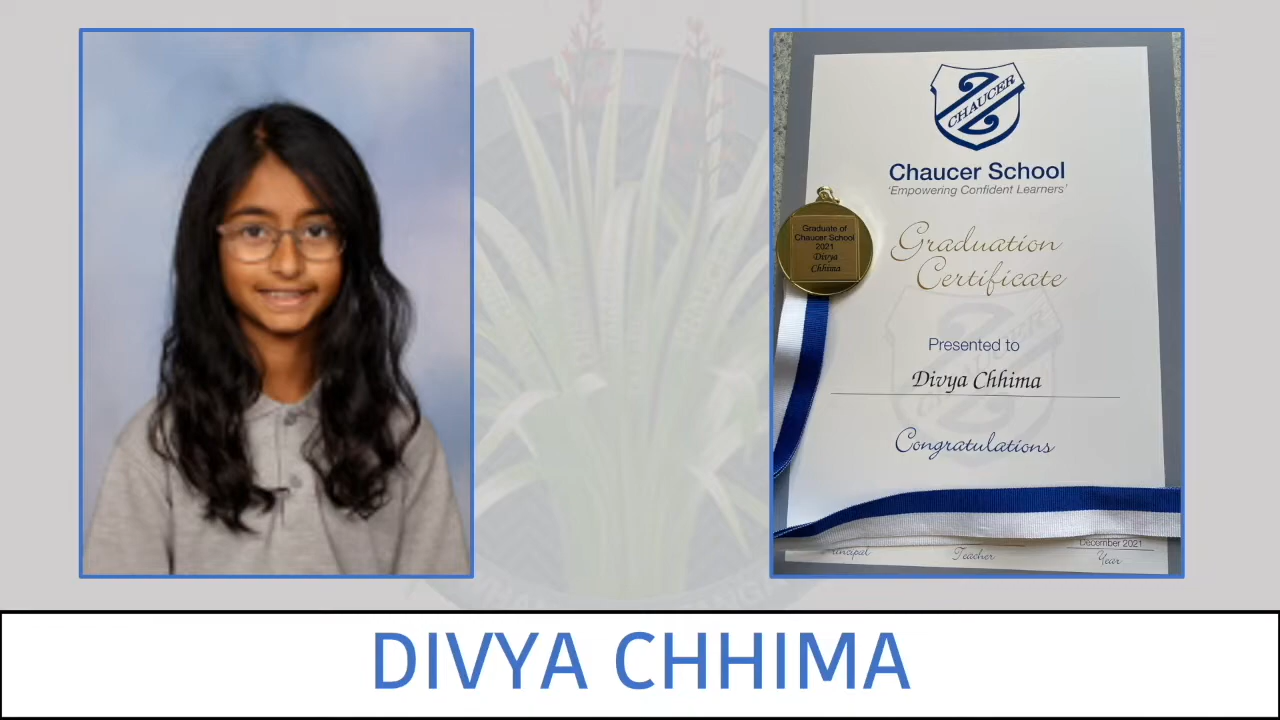 CHAUCER
Chaucer School
'Empowering Confident Learners'
Graduation
Certificate
Presented to
Divya Chhima
Congratulations
December 2021
Teacher
Year
Graduate of
Chaucer School
2021
Divya
Chhima
DIVYA CHHIMA